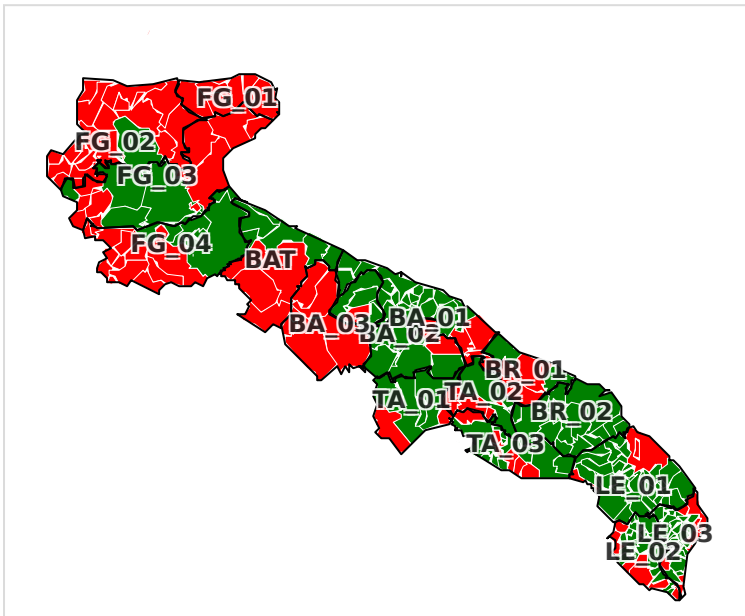 FG_01
FG_02
FG_03
FG_04
BAT
BA_01
BA_03
BA_02
BR_01
TA_02
TA_01
BR_02
TA_03
LE_01
LE_03
LE_02